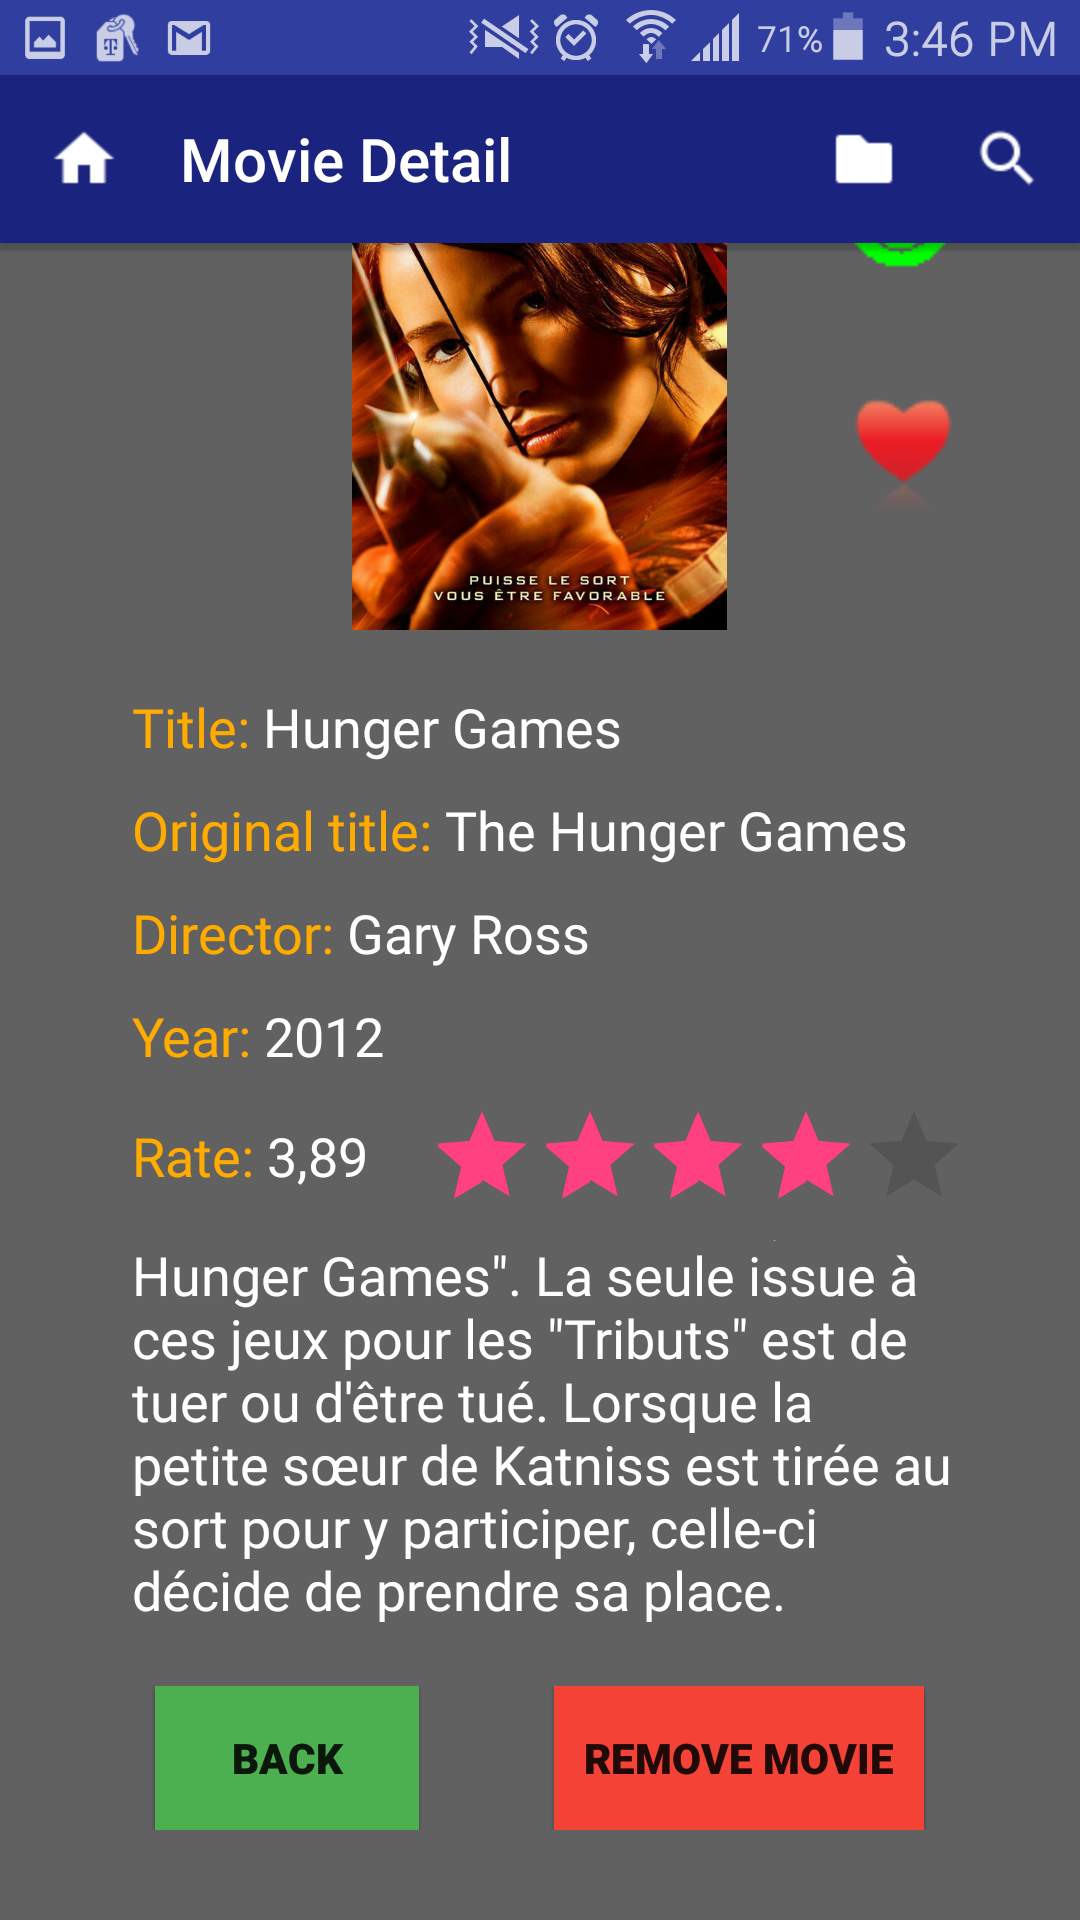 71% 3:46 PM
Movie Detail
PUISSE LE SORT
VOUS ÊTRE FAVORABLE
Title: Hunger Games
Original title: The Hunger Games
Director: Gary Ross
Year: 2012
Rate: 3,89
Hunger Games". La seule issue à
ces jeux pour les "Tributs" est de
tuer ou d'être tué. Lorsque la
petite sœur de Katniss est tirée au
sort pour y participer, celle-ci
décide de prendre sa place.
BACK
REMOVE MOVIE